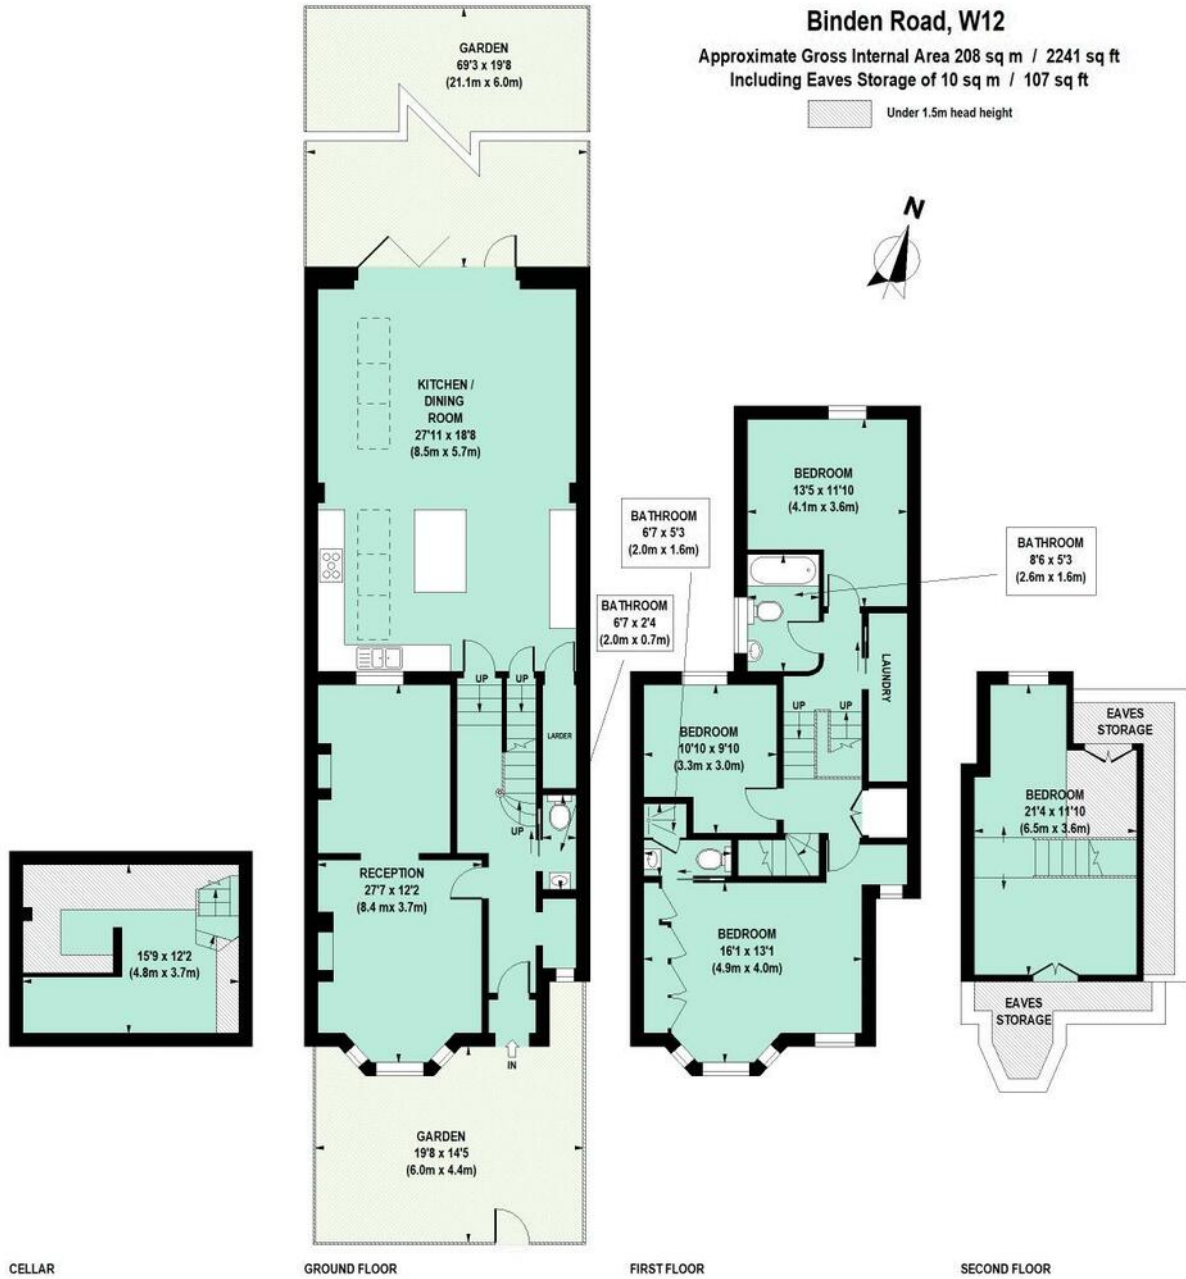 Binden Road, W12
Approximate Gross Internal Area 208 sq m / 2241 sq ft
Including Eaves Storage of 10 sq m / 107 sq ft
Under 1.5m head height
N
GARDEN
69'3 x 19'8
(21.1m x 6.0m)
KITCHEN /
DINING
ROOM
27'11 x 18'8
(8.5m x 5.7m)
UP
UP
LARDER
UP
BATHROOM
6'7 x 2'4
(2.0m x 0.7m)
RECEPTION
27'7 x 12'2
(8.4 mx 3.7m)
IN
GARDEN
19'8 x 14'5
(6.0m x 4.4m)
15'9 x 12'2
(4.8m x 3.7m)
BATHROOM
6'7 x 5'3
(2.0m x 1.6m)
BEDROOM
13'5 x 11'10
(4.1m x 3.6m)
BATHROOM
8'6 x 5'3
(2.6m x 1.6m)
LAUNDRY
UP
UP
BEDROOM
10'10 x 9'10
(3.3m x 3.0m)
BEDROOM
16'1 x 13'1
(4.9m x 4.0m)
EAVES
STORAGE
BEDROOM
21'4 x 11'10
(6.5m x 3.6m)
EAVES
STORAGE
CELLAR
GROUND FLOOR
FIRST FLOOR
SECOND FLOOR